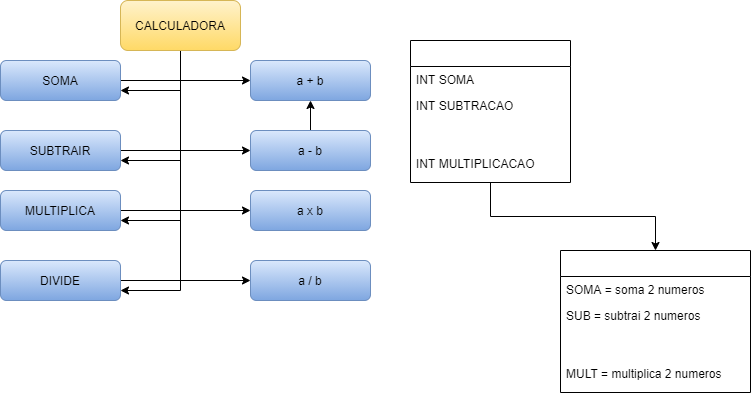 CALCULADORA
SOMA
a + b
SUBTRAIR
a - b
MULTIPLICA
a x b
DIVIDE
a / b
INT SOMA
INT SUBTRACAO
INT MULTIPLICACAO
SOMA = soma 2 numeros
SUB = subtrai 2 numeros
MULT = multiplica 2 numeros